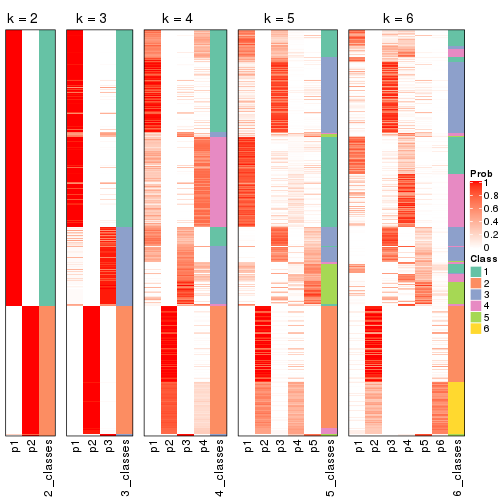 k = 2
k = 3
k = 4
k = 5
k = 6
Prob
1
0.8
0.6
0.4
0.2
0
Class
1
2
3
4
5
6
p1
p2
2_classes
p1
p2
p3
3_classes
p1
p2
p3
p4
4_classes
p1
p2
p3
p4
p5
5_classes
p1
p2
p3
p4
p5
p6
6_classes